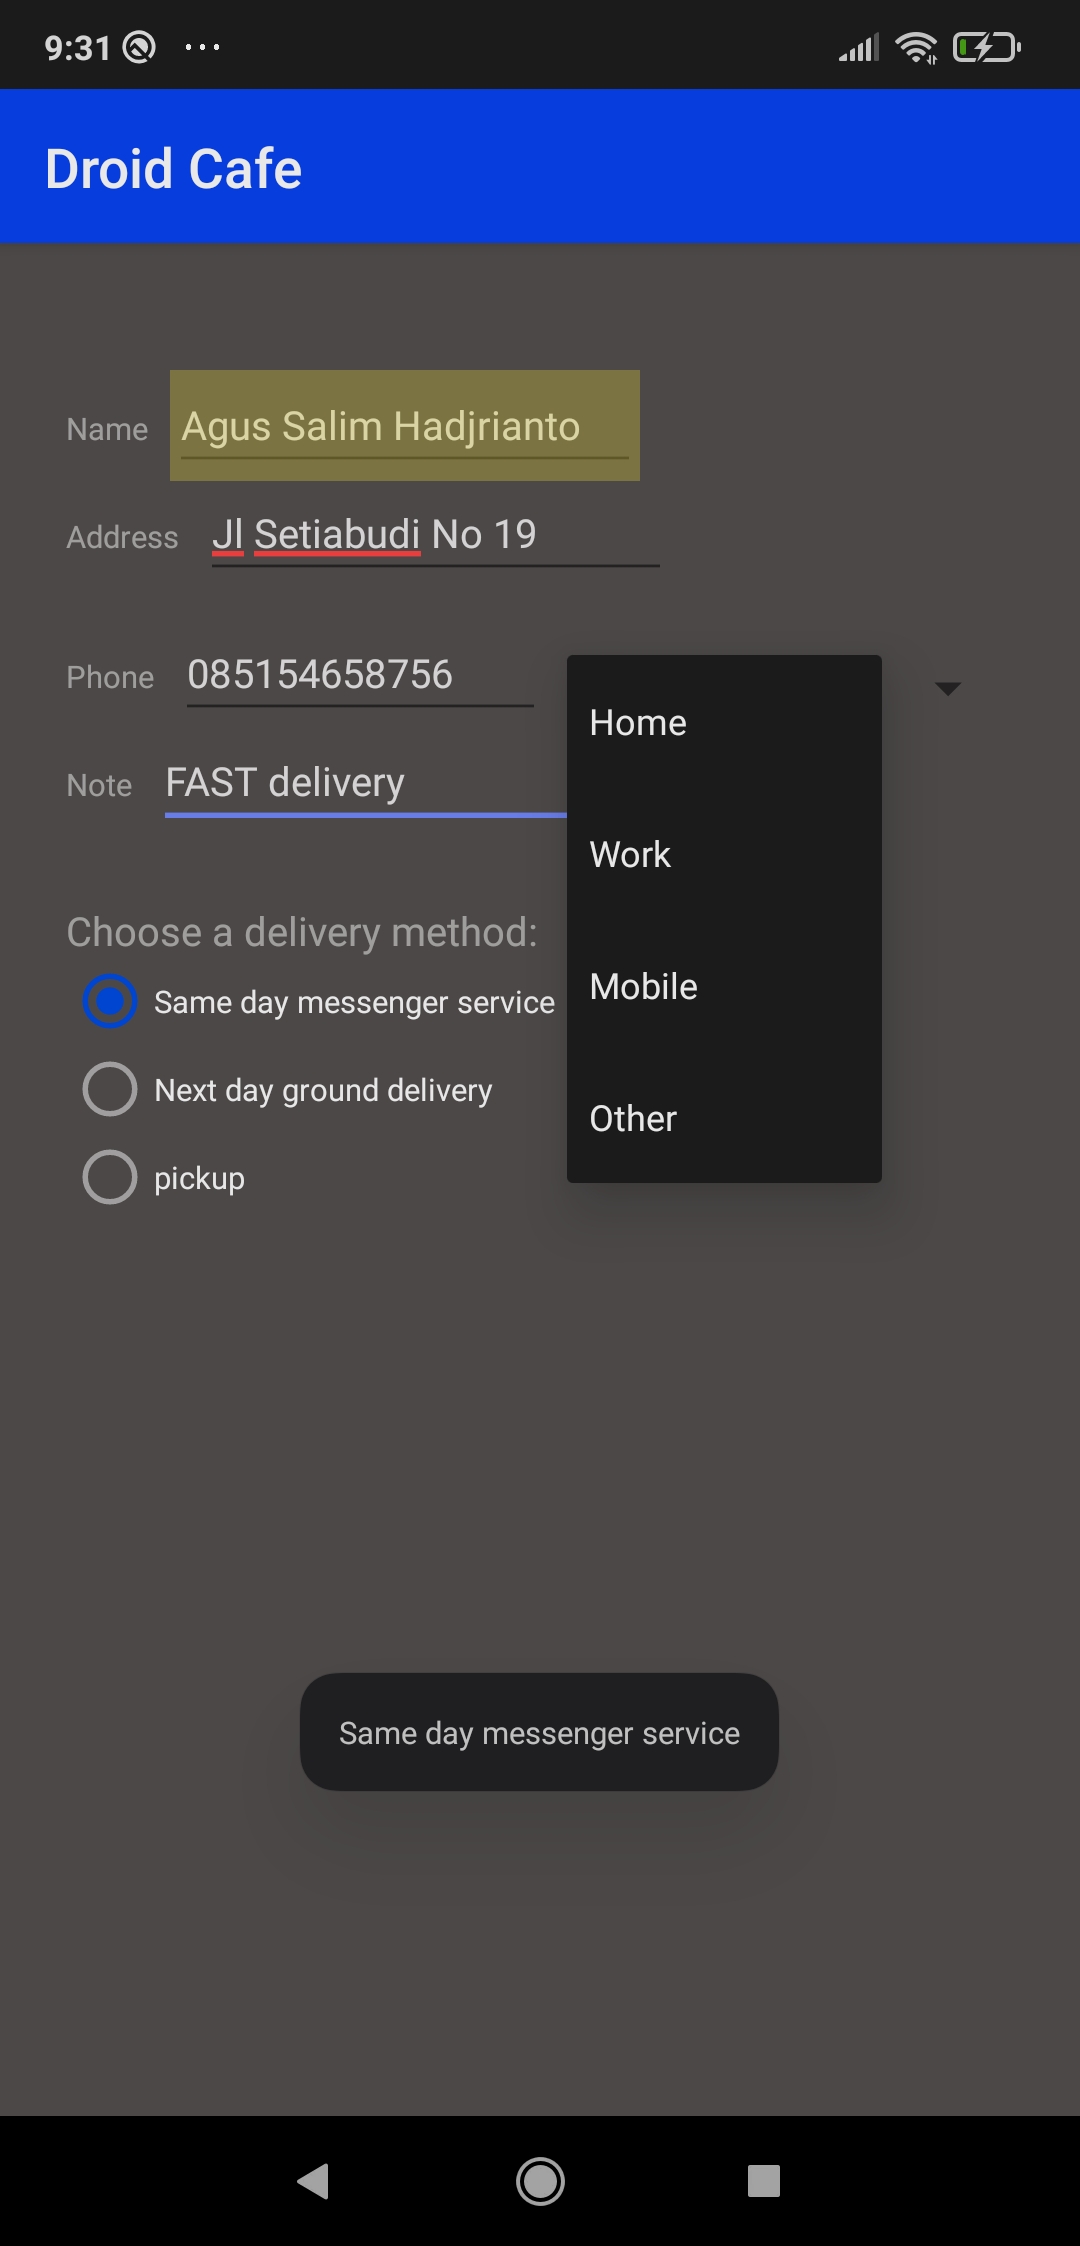 9:31
Droid Cafe
Name Agus Salim Hadjrianto
Address Jl Setiabudi No 19
Phone 085154658756
Home
Note FAST delivery
Work
Choose a delivery method:
Same day messenger service
Mobile
Next day ground delivery
Other
pickup
Same day messenger service